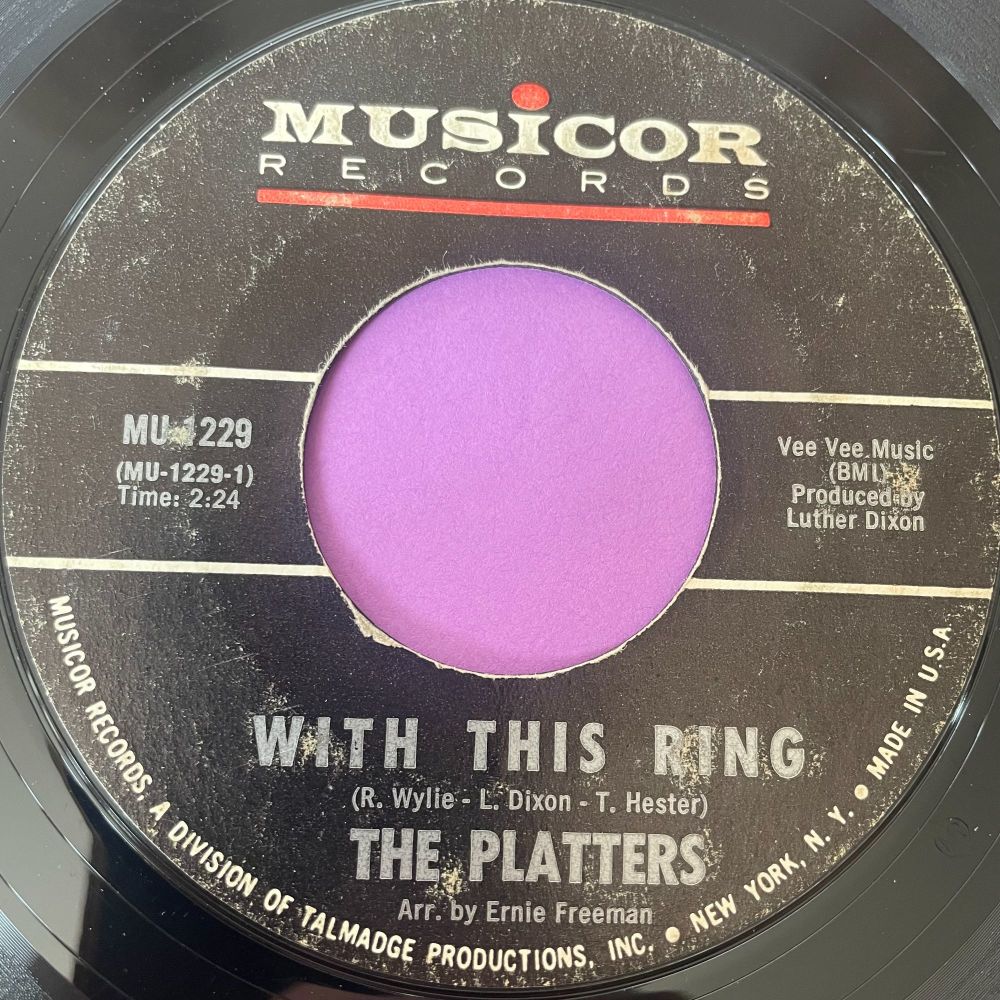 MUSICOR
RECORDS
MU-1229
(MU-1229-1)
Time: 2:24
Vee Vee Music
(BMI)
Produced by
Luther Dixon
WITH THIS RING
(R. Wylie - L. Dixon - T. Hester)
THE PLATTERS
Arr. by Ernie Freeman
MUSICOR RECORDS, A DIVISION OF TALMADGE PRODUCTIONS, INC. • NEW YORK, N. Y. • MADE IN U.S.A.